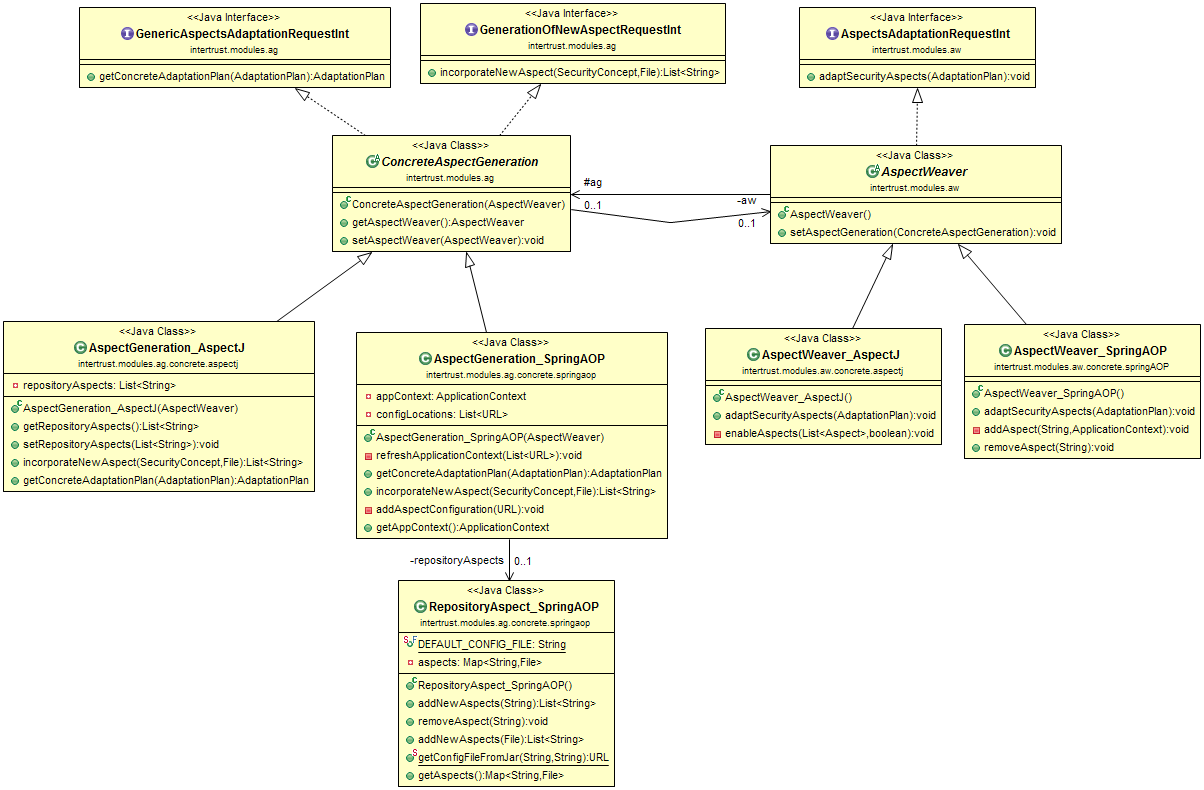 <<Java Interface>>
GenericAspectsAdaptationRequestInt
intertrust.modules.ag
getConcreteAdaptationPlan(AdaptationPlan):AdaptationPlan
<<Java Interface>>
GenerationOfNewAspectRequestInt
intertrust.modules.ag
incorporateNewAspect(SecurityConcept,File):List<String>
<<Java Interface>>
AspectsAdaptationRequestInt
intertrust.modules.aw
adaptSecurityAspects(AdaptationPlan):void
<<Java Class>>
ConcreteAspectGeneration
intertrust.modules.ag
ConcreteAspectGeneration(AspectWeaver)
getAspectWeaver():AspectWeaver
setAspectWeaver(AspectWeaver):void
#ag
0..1
-aw
0..1
<<Java Class>>
AspectWeaver
intertrust.modules.aw
AspectWeaver()
setAspectGeneration(ConcreteAspectGeneration):void
<<Java Class>>
AspectGeneration_AspectJ
intertrust.modules.ag.concrete.aspectj
repositoryAspects: List<String>
AspectGeneration_AspectJ(AspectWeaver)
getRepositoryAspects():List<String>
setRepositoryAspects(List<String>):void
incorporateNewAspect(SecurityConcept,File):List<String>
getConcreteAdaptationPlan(AdaptationPlan):AdaptationPlan
<<Java Class>>
AspectGeneration_SpringAOP
intertrust.modules.ag.concrete.springaop
appContext: ApplicationContext
configLocations: List<URL>
AspectGeneration_SpringAOP(AspectWeaver)
refreshApplicationContext(List<URL>):void
getConcreteAdaptationPlan(AdaptationPlan):AdaptationPlan
incorporateNewAspect(SecurityConcept,File):List<String>
addAspectConfiguration(URL):void
getAppContext():ApplicationContext
<<Java Class>>
AspectWeaver_AspectJ
intertrust.modules.aw.concrete.aspectj
AspectWeaver_AspectJ()
adaptSecurityAspects(AdaptationPlan):void
enableAspects(List<Aspect>,boolean):void
<<Java Class>>
AspectWeaver_SpringAOP
intertrust.modules.aw.concrete.springAOP
AspectWeaver_SpringAOP()
adaptSecurityAspects(AdaptationPlan):void
addAspect(String,ApplicationContext):void
removeAspect(String):void
-repositoryAspects
0..1
<<Java Class>>
RepositoryAspect_SpringAOP
intertrust.modules.ag.concrete.springaop
DEFAULT_CONFIG_FILE: String
aspects: Map<String,File>
RepositoryAspect_SpringAOP()
addNewAspects(String):List<String>
removeAspect(String):void
addNewAspects(File):List<String>
getConfigFileFromJar(String,String):URL
getAspects():Map<String,File>